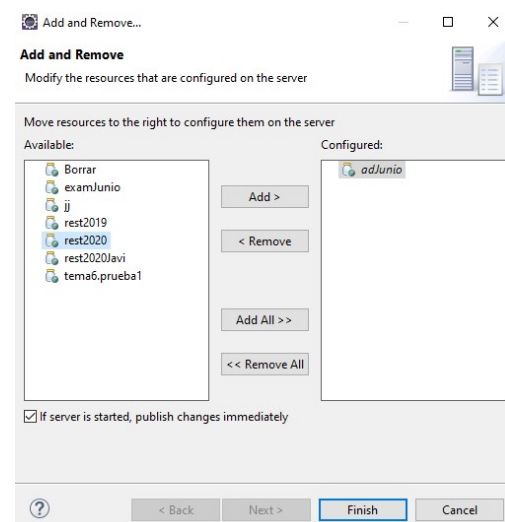 Add and Remove...
Add and Remove
Modify the resources that are configured on the server
Move resources to the right to configure them on the server
Available:
Configured:
Borrar
examJunio
jj
rest2019
rest2020
rest2020Javi
tema6.prueba1
Add >
< Remove
Add All >>
<< Remove All
adJunio
If server is started, publish changes immediately
?
< Back
Next >
Finish
Cancel